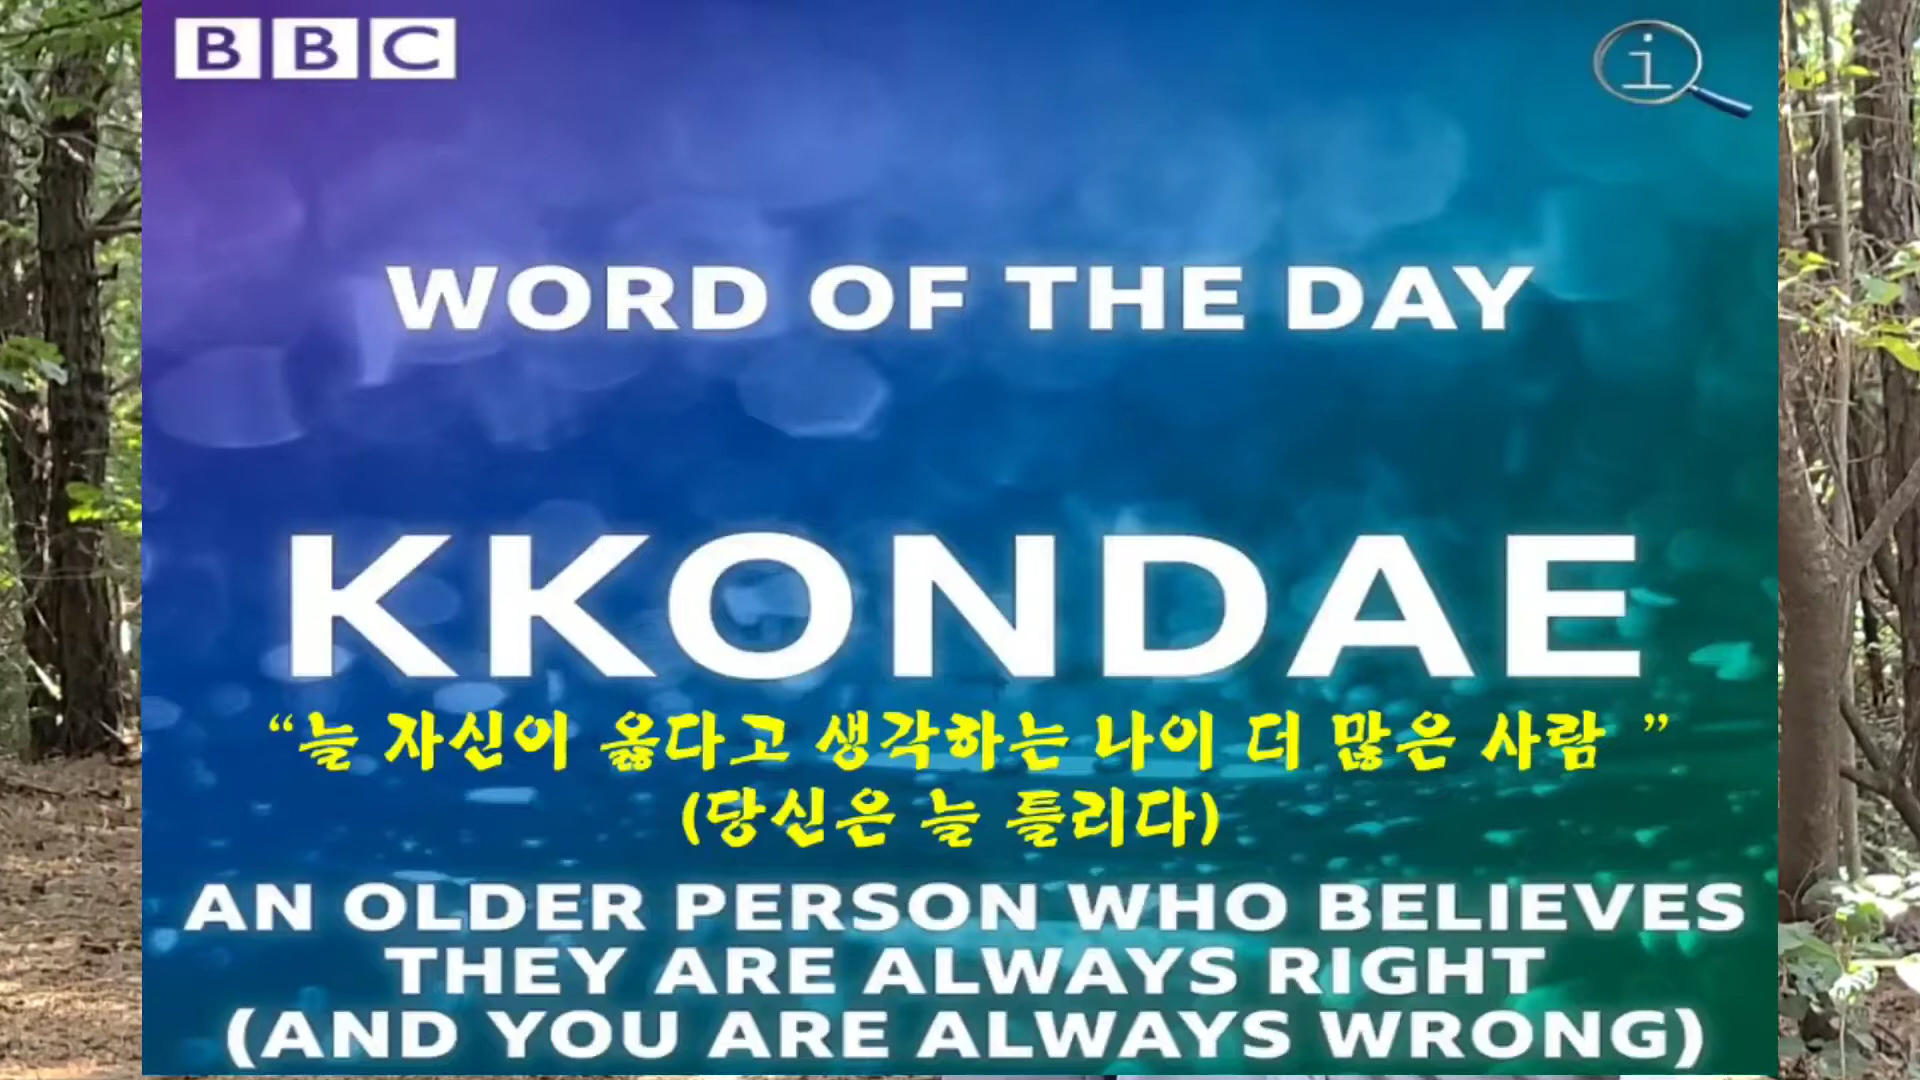 BBC
i
WORD OF THE DAY
KKONDAE
“늘 자신이 옳다고 생각하는 나이 더 많은 사람 ”
(당신은 늘 틀리다)
AN OLDER PERSON WHO BELIEVES
THEY ARE ALWAYS RIGHT
(AND YOU ARE ALWAYS WRONG)